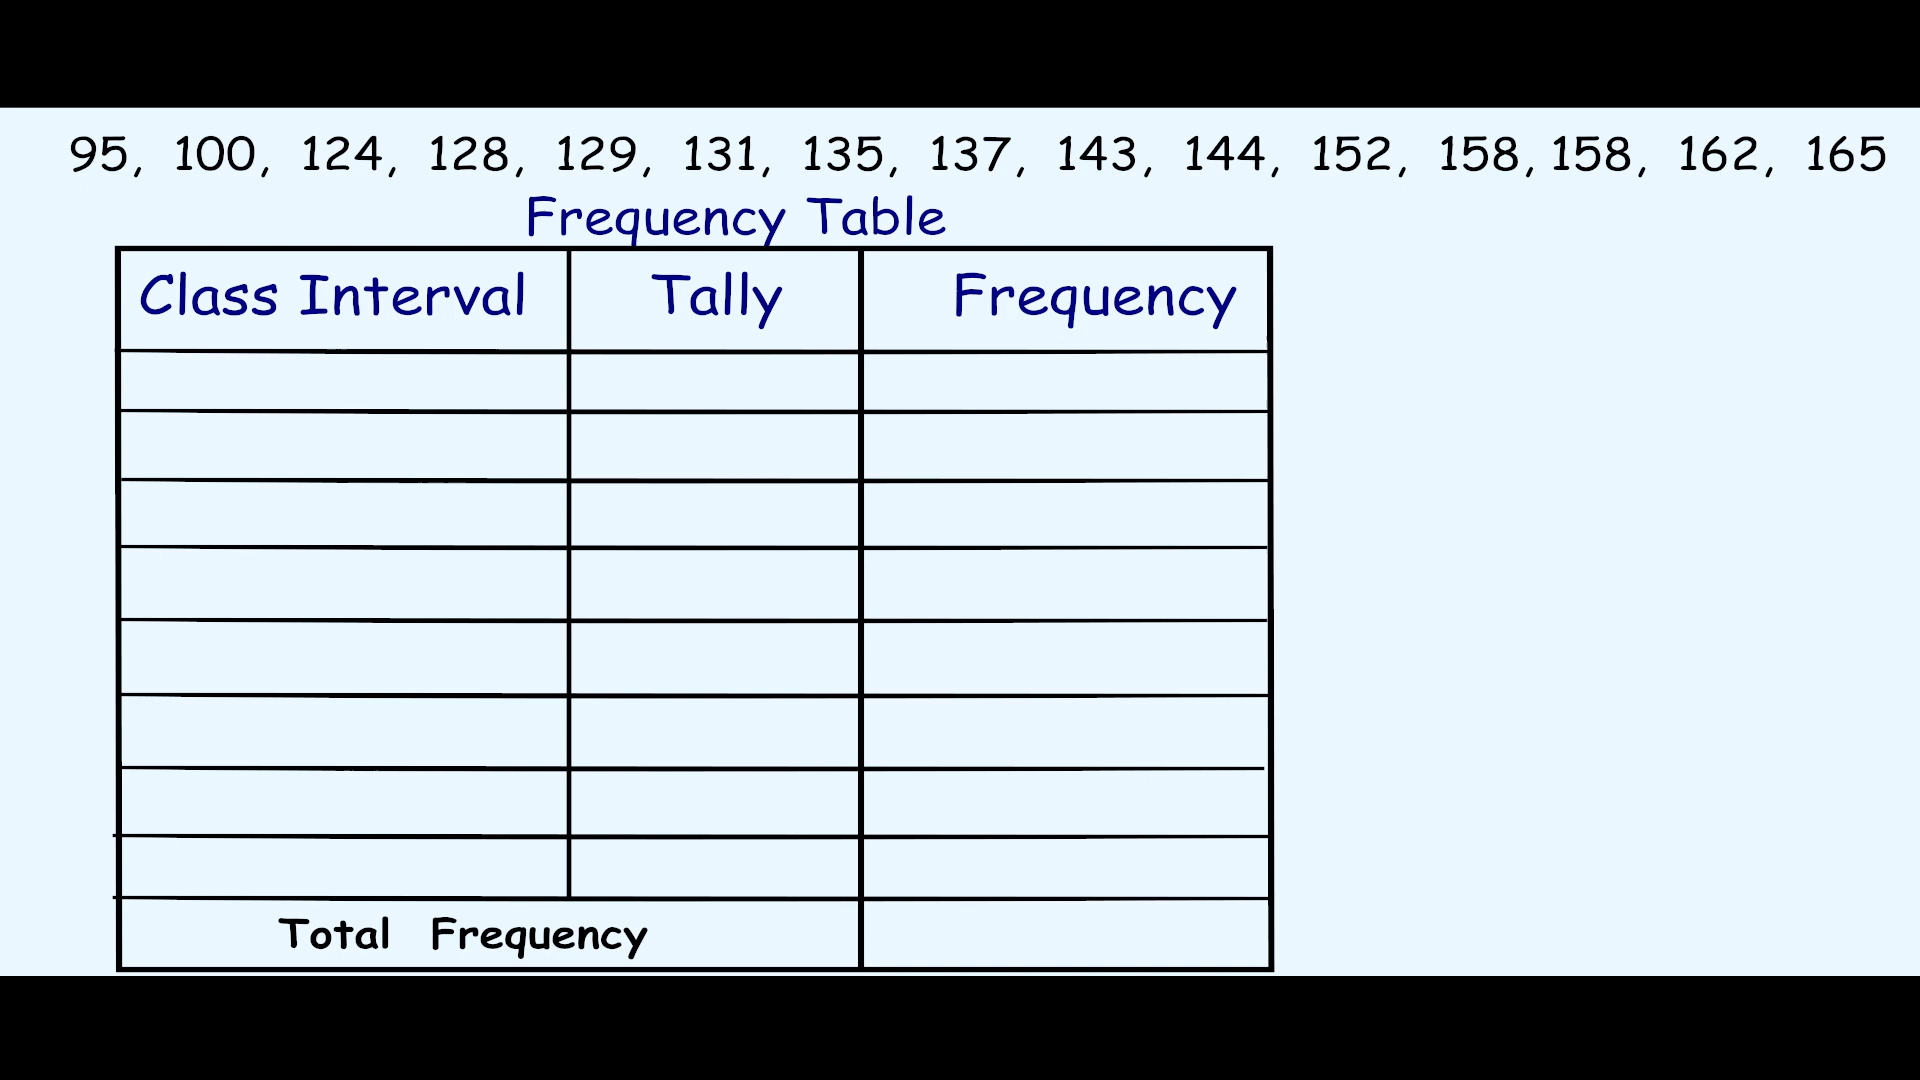 95, 100, 124, 128, 129, 131, 135, 137, 143, 144, 152, 158, 158, 162, 165
Frequency Table
Class Interval Tally Frequency
Total Frequency